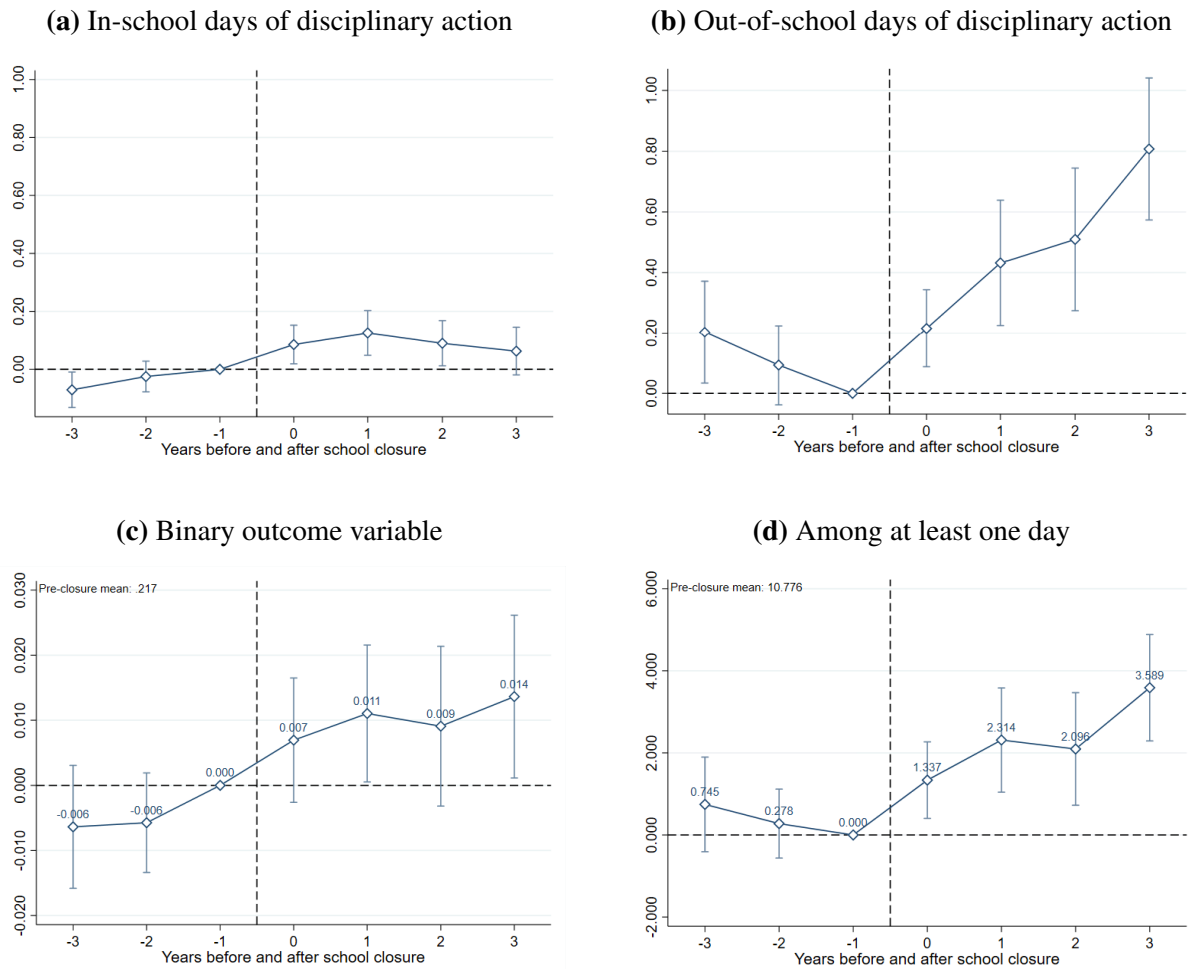 (a) In-school days of disciplinary action
1.00
0.80
0.60
0.40
0.20
0.00
-3 -2 -1 0 1 2 3
Years before and after school closure
(b) Out-of-school days of disciplinary action
1.00
0.80
0.60
0.40
0.20
0.00
-3 -2 -1 0 1 2 3
Years before and after school closure
(c) Binary outcome variable
Pre-closure mean: .217
0.030
0.020
0.010
0.000
-0.010
-0.020
-0.006
-0.006
0.000
0.007
0.011
0.009
0.014
-3 -2 -1 0 1 2 3
Years before and after school closure
(d) Among at least one day
Pre-closure mean: 10.776
6.000
4.000
2.000
0.000
-2.000
0.745
0.278
0.000
1.337
2.314
2.096
3.589
-3 -2 -1 0 1 2 3
Years before and after school closure